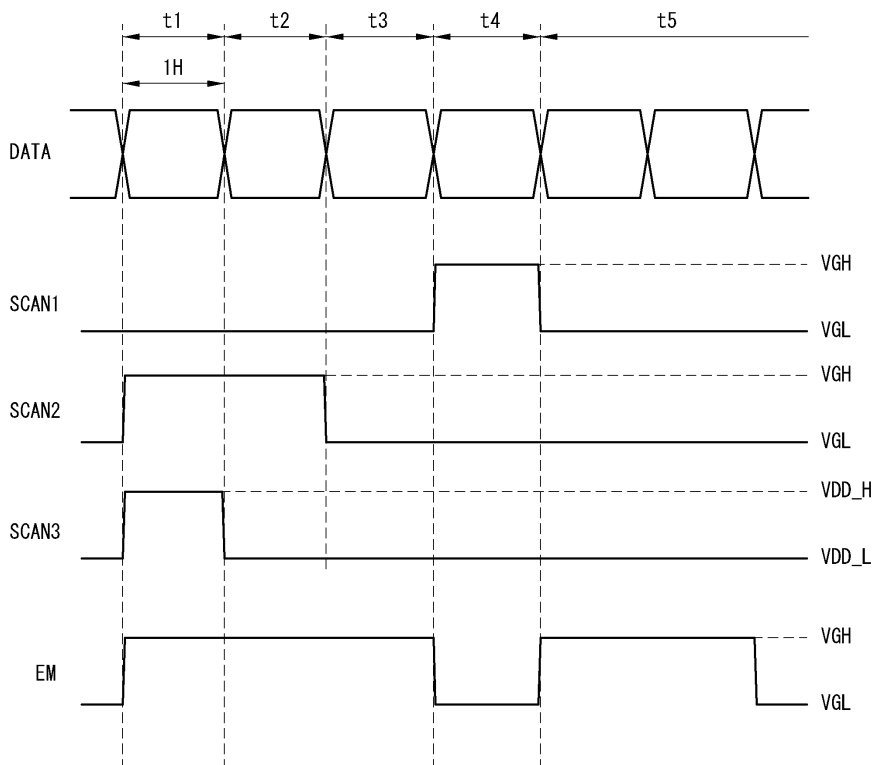 t1 t2 t3 t4 t5
1H
DATA
VGH
SCAN1
VGL
VGH
SCAN2
VGL
VDD_H
SCAN3
VDD_L
VGH
EM
VGL